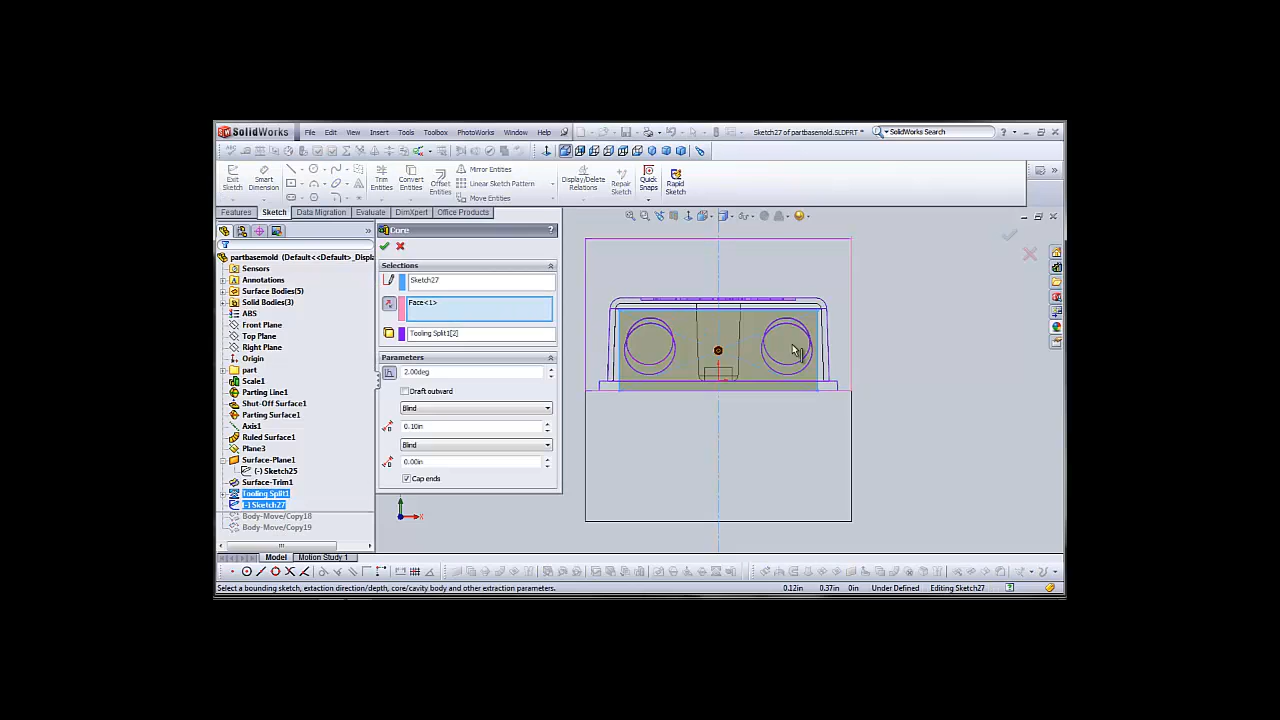 SolidWorks File Edit View Insert Tools Toolbox PhotoWorks Window Help Sketch27 of partbasemold.SLDPRT * SolidWorks Search
Exit Sketch Smart Dimension Trim Entities Convert Entities Offset Entities Mirror Entities Linear Sketch Pattern Move Entities Display/Delete Relations Repair Sketch Quick Snaps Rapid Sketch
Features Sketch Data Migration Evaluate DimXpert Office Products
partbasemold (Default<<Default>_Displa
Sensors
Annotations
Surface Bodies(5)
Solid Bodies(3)
ABS
Front Plane
Top Plane
Right Plane
Origin
part
Scale1
Parting Line1
Shut-Off Surface1
Parting Surface1
Axis1
Ruled Surface1
Plane3
Surface-Plane1
(-) Sketch25
Surface-Trim1
Tooling Split1
(-) Sketch27
Body-Move/Copy18
Body-Move/Copy19
Core ?
Selections
Sketch27
Face<1>
Tooling Split1[2]
Parameters
2.00deg
Draft outward
Blind
0.10in
Blind
0.00in
Cap ends
X
Model Motion Study 1
Select a bounding sketch, extaction direction/depth, core/cavity body and other extraction parameters. 0.12in 0.37in 0in Under Defined Editing Sketch27